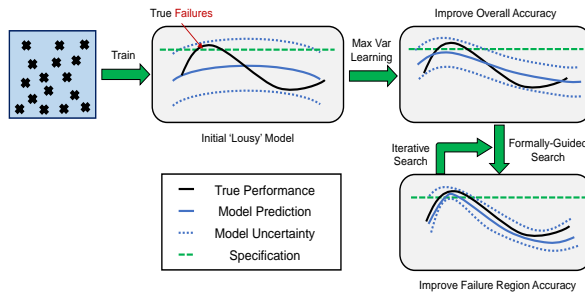 True Failures
Train
Initial 'Lousy' Model
Max Var
Learning
Improve Overall Accuracy
Iterative
Search
Formally-Guided
Search
True Performance
Model Prediction
Model Uncertainty
Specification
Improve Failure Region Accuracy